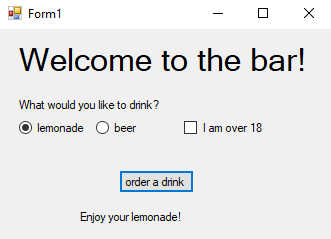 Form1
Welcome to the bar!
What would you like to drink?
lemonade beer I am over 18
order a drink
Enjoy your lemonade!